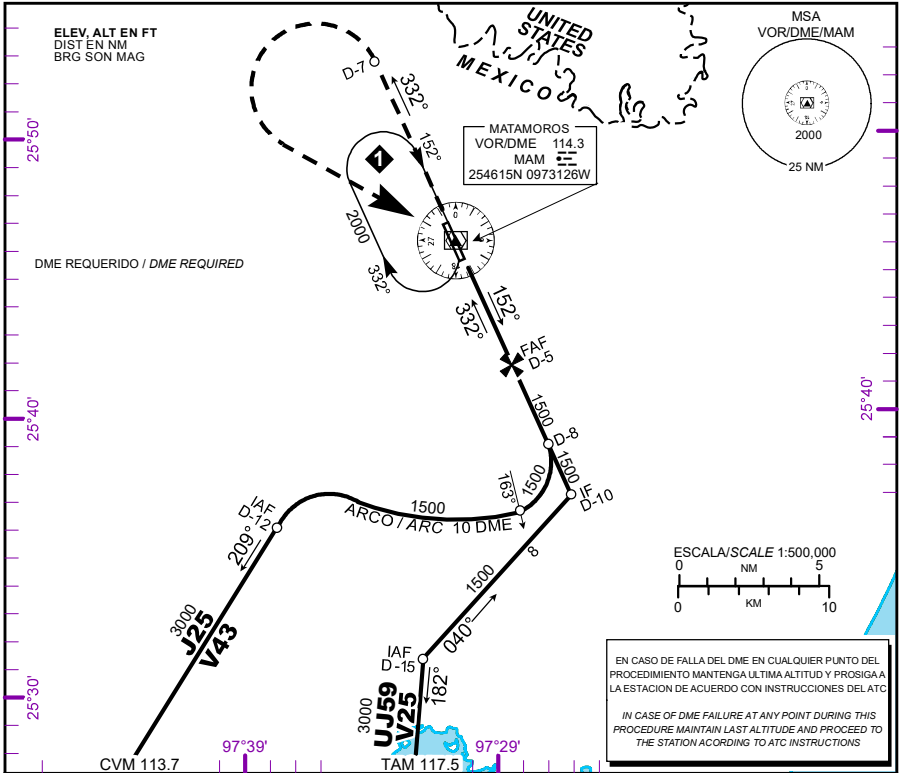 ELEV, ALT EN FT
DIST EN NM
BRG SON MAG
D-7
332°
152°
UNITED
STATES
MEXICO
MSA
VOR/DME/MAM
2000
25 NM
25°50'
1
2000
332°
MATAMOROS
VOR/DME 114.3
MAM
254615N 0973126W
0
27
DME REQUERIDO / DME REQUIRED
152°
332°
FAF
D-5
25°40'
25°40'
1500
D-8
1500
IF
D-10
1500
163°
1500
ARCO / ARC 10 DME
IAF
D-12
209°
3000
J25
V43
1500
8
040°
IAF
D-15
182°
3000
UJ59
V25
ESCALA/SCALE 1:500,000
0 NM 5
0 KM 10
25°30'
EN CASO DE FALLA DEL DME EN CUALQUIER PUNTO DEL
PROCEDIMIENTO MANTENGA ULTIMA ALTITUD Y PROSIGA A
LA ESTACION DE ACUERDO CON INSTRUCCIONES DEL ATC
IN CASE OF DME FAILURE AT ANY POINT DURING THIS
PROCEDURE MAINTAIN LAST ALTITUDE AND PROCEED TO
THE STATION ACORDING TO ATC INSTRUCTIONS
97°39'
97°29'
CVM 113.7
TAM 117.5